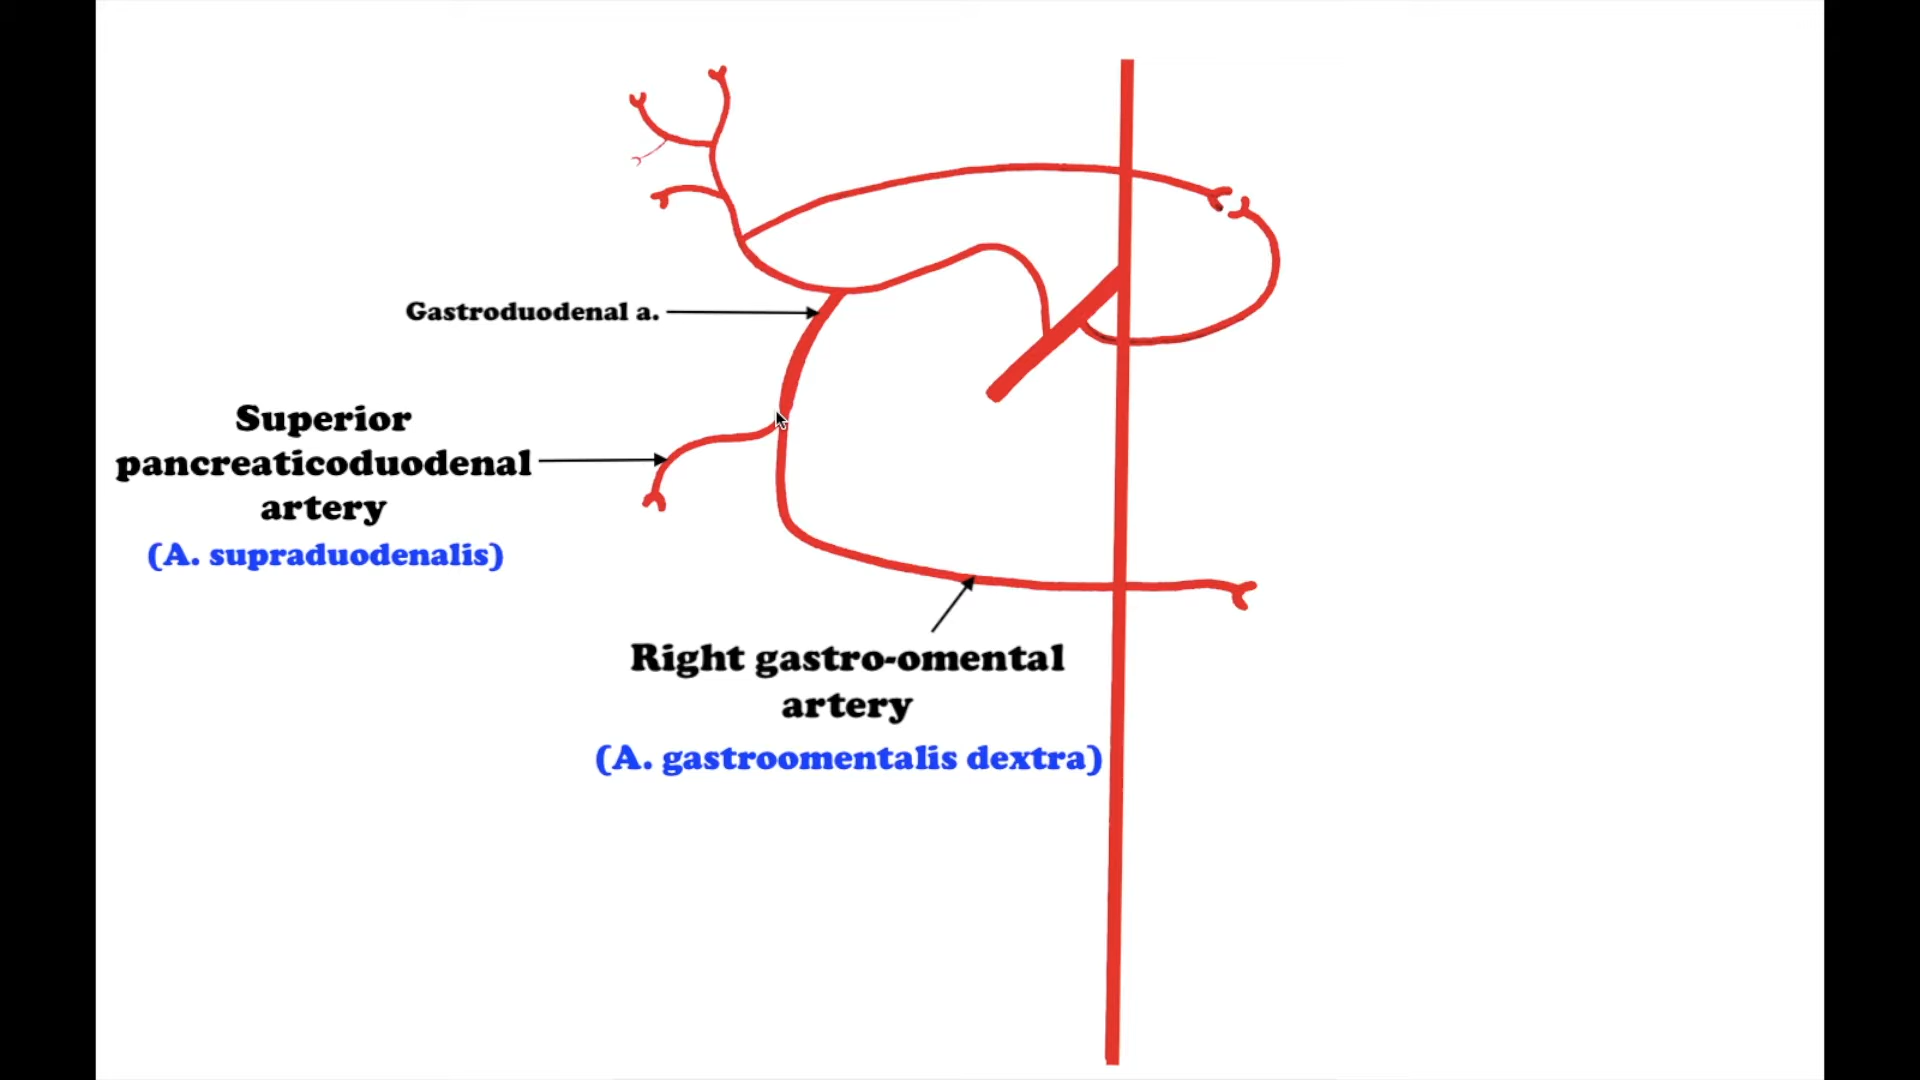 Gastroduodenal a.
Superior
pancreaticoduodenal
artery
(A. supraduodenalis)
Right gastro-omental
artery
(A. gastroomentalis dextra)